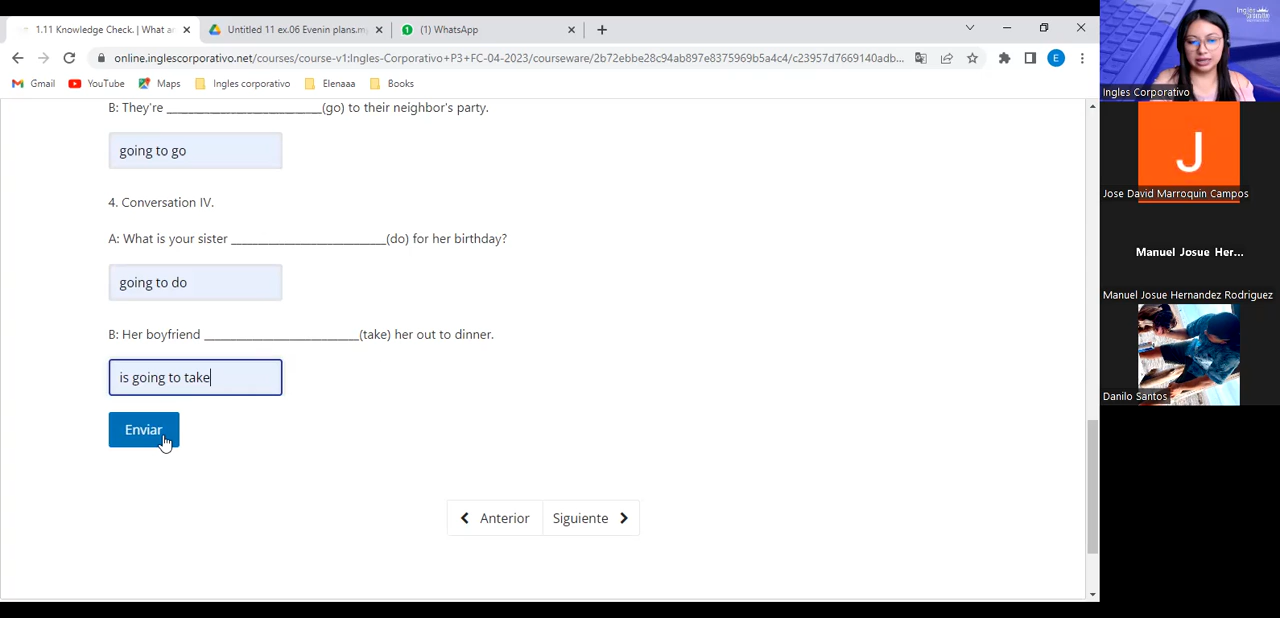 1.11 Knowledge Check. | What a
Untitled 11 ex.06 Evenin plans.m
1
(1) WhatsApp
online.inglescorporativo.net/courses/course-v1:Ingles-Corporativo+P3+FC-04-2023/courseware/2b72ebbe28c94ab897e8375969b5a4c4/c23957d7669140adb...
E
Gmail
YouTube
Maps
Ingles corporativo
Elenaaa
Books
B: They're ____________________(go) to their neighbor's party.
going to go
4. Conversation IV.
A: What is your sister ____________________(do) for her birthday?
going to do
B: Her boyfriend ____________________(take) her out to dinner.
is going to take
Enviar
Anterior
Siguiente
Ingles Corporativo
J
Jose David Marroquin Campos
Manuel Josue Her...
Manuel Josue Hernandez Rodriguez
Danilo Santos